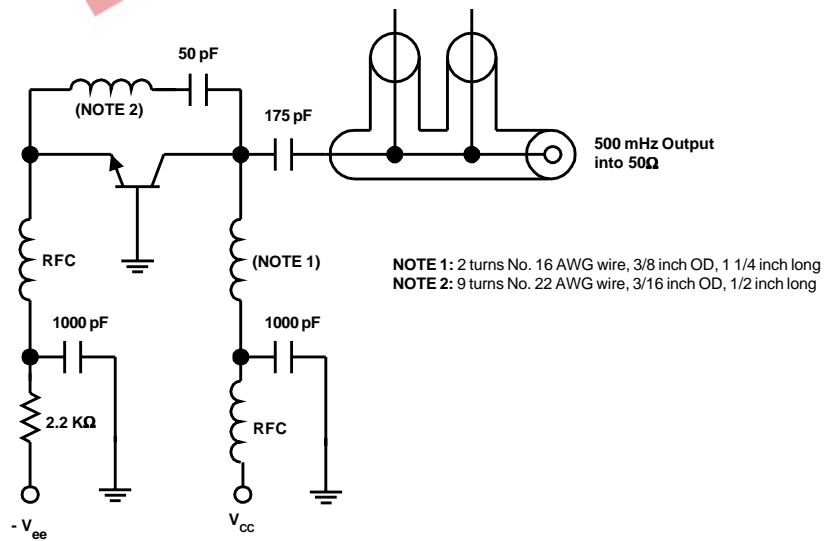 50 pF
(NOTE 2)
175 pF
500 mHz Output
into 50Ω
RFC
(NOTE 1)
NOTE 1: 2 turns No. 16 AWG wire, 3/8 inch OD, 1 1/4 inch long
NOTE 2: 9 turns No. 22 AWG wire, 3/16 inch OD, 1/2 inch long
1000 pF
1000 pF
2.2 KΩ
RFC
- Vee
VCC